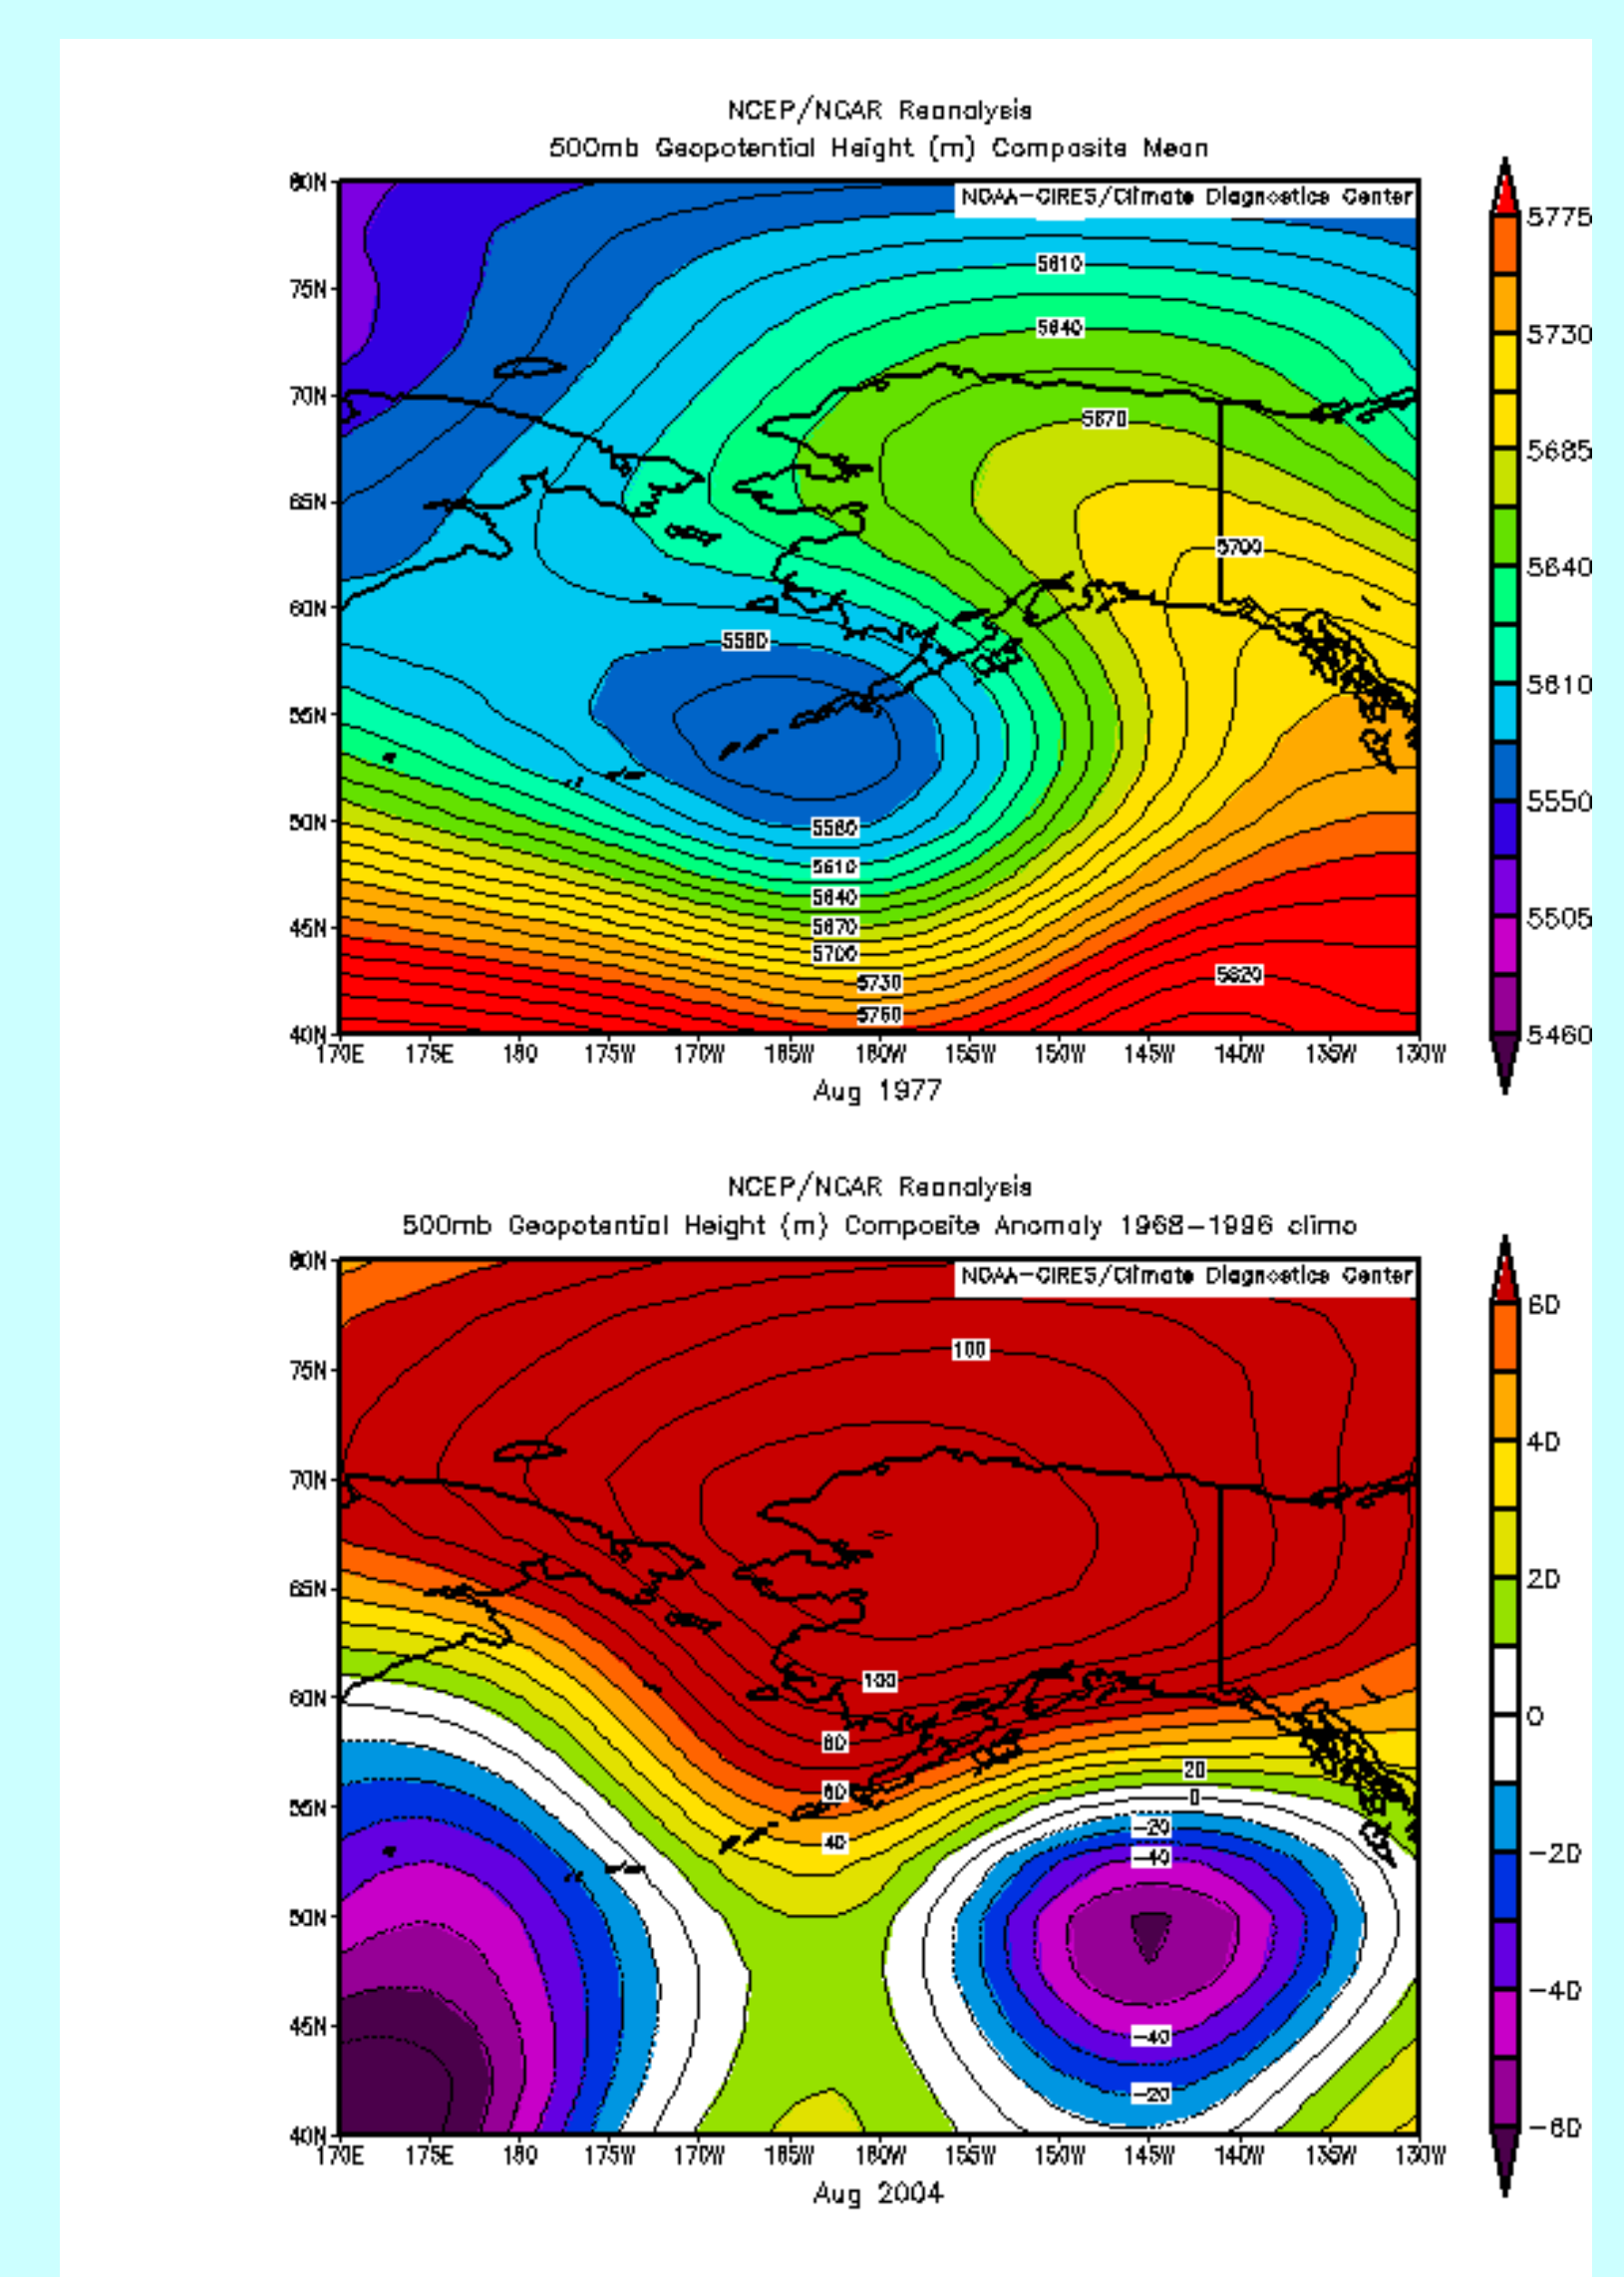 NCEP/NCAR Reanalysis
500mb Geopotential Height (m) Composite Mean
NOAA-CIRES/Climate Diagnostics Center
80N
75N
70N
65N
60N
55N
50N
45N
40N
5610
5640
5670
5700
5580
5580
5610
5640
5670
5700
5730
5760
5820
170E 175E 180 175W 170W 165W 160W 155W 150W 145W 140W 135W 130W
Aug 1977
5775
5730
5685
5640
5610
5550
5505
5460
NCEP/NCAR Reanalysis
500mb Geopotential Height (m) Composite Anomaly 1968-1996 climo
NOAA-CIRES/Climate Diagnostics Center
80N
75N
70N
65N
60N
55N
50N
45N
40N
100
100
80
60
40
20
0
-20
-40
-40
-20
170E 175E 180 175W 170W 165W 160W 155W 150W 145W 140W 135W 130W
Aug 2004
60
40
20
0
-20
-40
-60